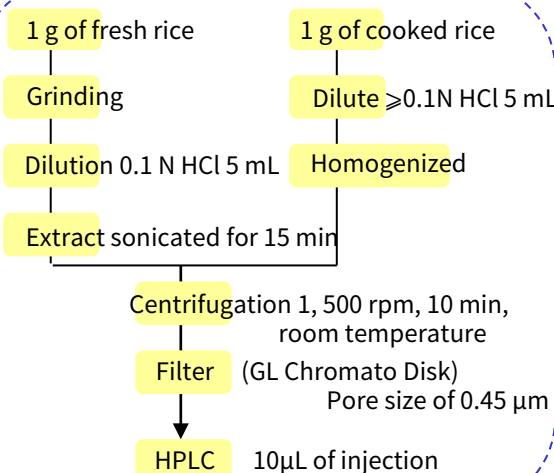 1 g of fresh rice
1 g of cooked rice
Grinding
Dilute ⩾0.1N HCl 5 mL
Dilution 0.1 N HCl 5 mL
Homogenized
Extract sonicated for 15 min
Centrifugation 1, 500 rpm, 10 min,
room temperature
Filter (GL Chromato Disk)
Pore size of 0.45 μm
HPLC 10μL of injection